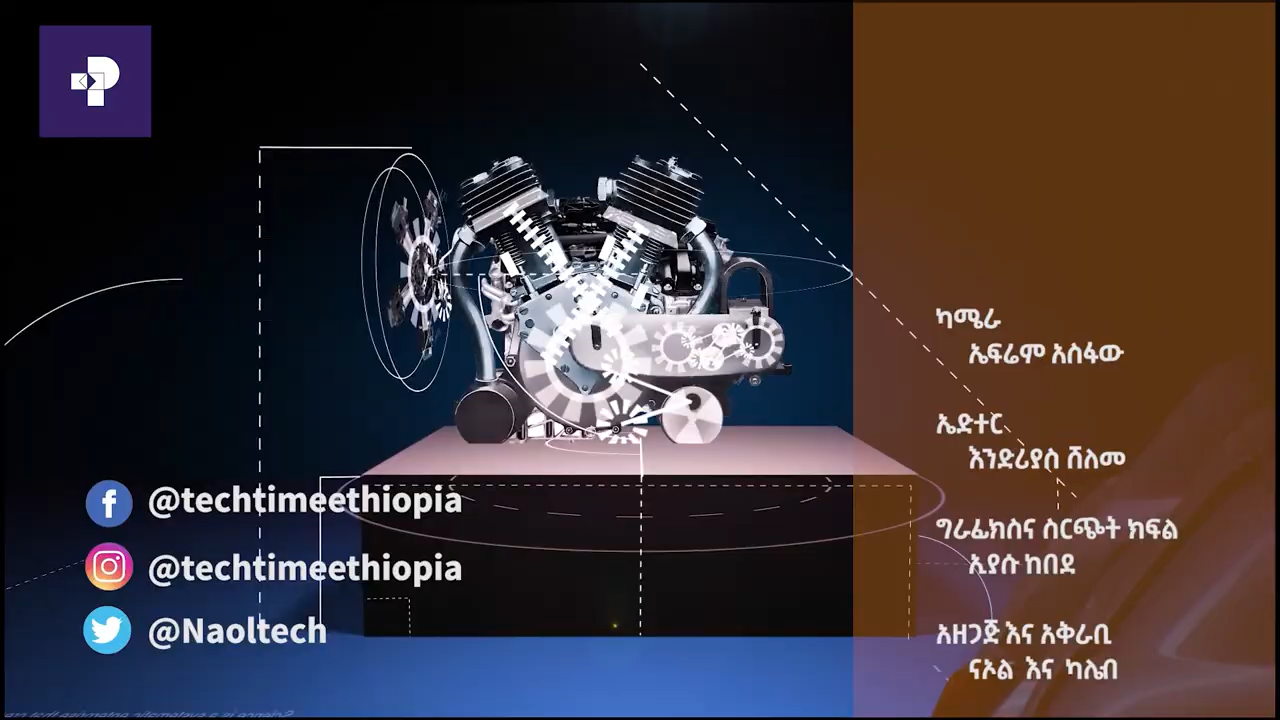 @techtimeethiopia
@techtimeethiopia
@Naoltech
ካሜራ
ኤፍሬም አስፋው
ኤድተር
እንድሪያስ ሽለመ
ግራፊክስና ስርጭት ክፍል
ኢያሱ ከበደ
አዘጋጅ እና አቅራቢ
ናኦል እና ካሌብ